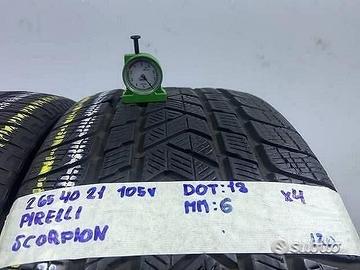 265 40 21 105V DOT:18 X4
PIRELLI MM:6
SCORPION
subito